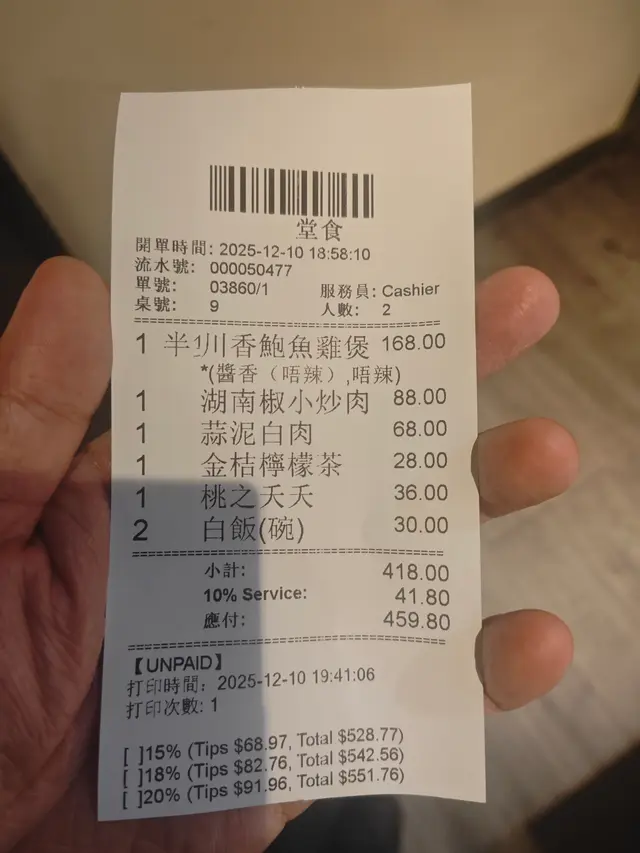 堂食
開單時間: 2025-12-10 18:58:10
流水號: 000050477
單號: 03860/1 服務員: Cashier
桌號: 9 人數: 2
1 半1川香鮑魚雞煲 168.00
*(醬香（唔辣）,唔辣)
1 湖南椒小炒肉 88.00
1 蒜泥白肉 68.00
1 金桔檸檬茶 28.00
1 桃之夭夭 36.00
2 白飯(碗) 30.00
小計: 418.00
10% Service: 41.80
應付: 459.80
【UNPAID】
打印時間: 2025-12-10 19:41:06
打印次數: 1
[ ]15% (Tips $68.97, Total $528.77)
[ ]18% (Tips $82.76, Total $542.56)
[ ]20% (Tips $91.96, Total $551.76)